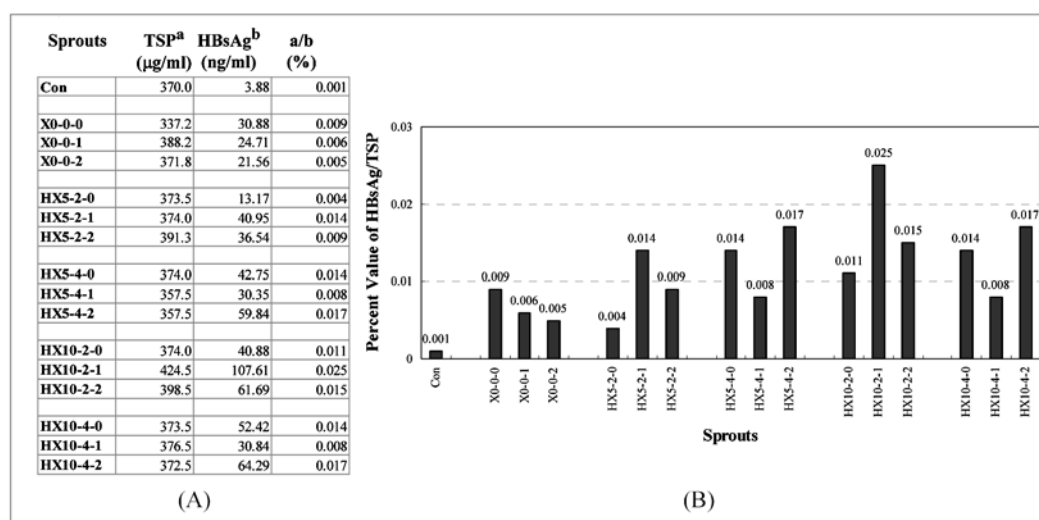 Sprouts TSPa HBsAgb a/b
(µg/ml) (ng/ml) (%)
Con 370.0 3.88 0.001
X0-0-0 337.2 30.88 0.009
X0-0-1 388.2 24.71 0.006
X0-0-2 371.8 21.56 0.005
HX5-2-0 373.5 13.17 0.004
HX5-2-1 374.0 40.95 0.014
HX5-2-2 391.3 36.54 0.009
HX5-4-0 374.0 42.75 0.014
HX5-4-1 357.5 30.35 0.008
HX5-4-2 357.5 59.84 0.017
HX10-2-0 374.0 40.88 0.011
HX10-2-1 424.5 107.61 0.025
HX10-2-2 398.5 61.69 0.015
HX10-4-0 373.5 52.42 0.014
HX10-4-1 376.5 30.84 0.008
HX10-4-2 372.5 64.29 0.017
(A)
Percent Value of HBsAg/TSP
0.03
0.02
0.01
0
0.001 0.009 0.006 0.005 0.004 0.014 0.009 0.014 0.008 0.017 0.011 0.025 0.015 0.014 0.008 0.017
Con X0-0-0 X0-0-1 X0-0-2 HX5-2-0 HX5-2-1 HX5-2-2 HX5-4-0 HX5-4-1 HX5-4-2 HX10-2-0 HX10-2-1 HX10-2-2 HX10-4-0 HX10-4-1 HX10-4-2
Sprouts
(B)